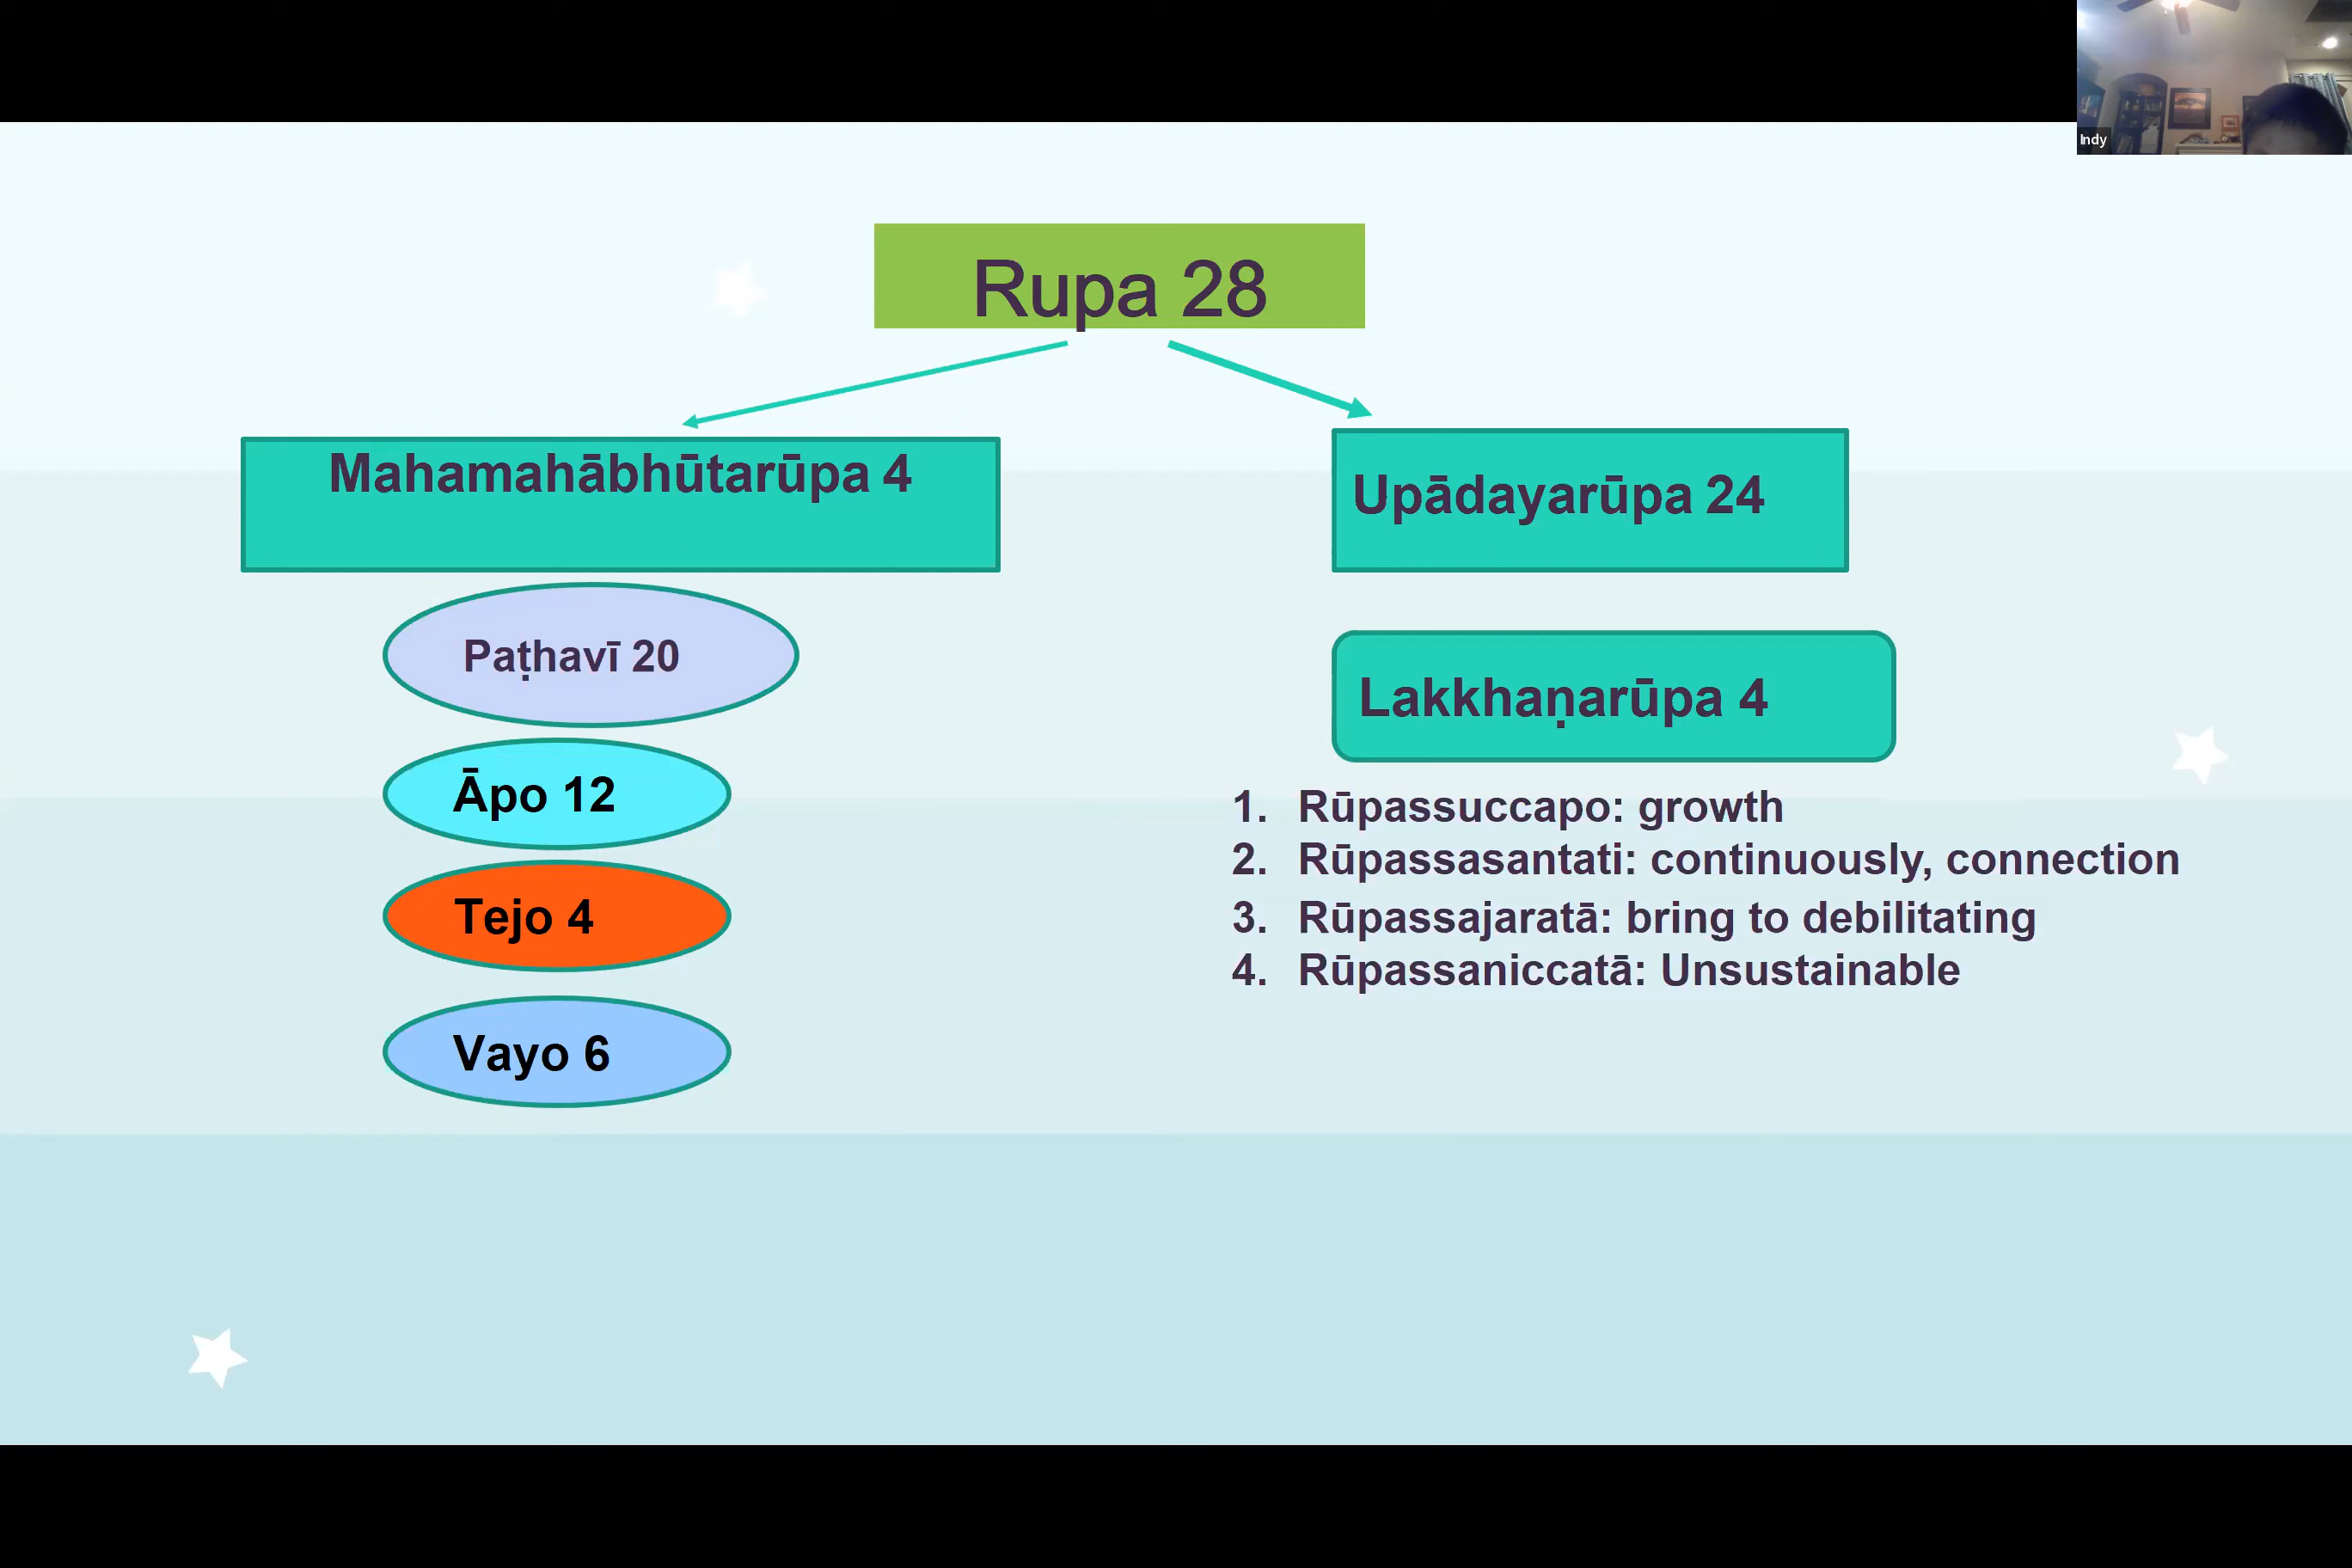 Indy
Rupa 28
Mahamahābhūtarūpa 4
Upādayarūpa 24
Paṭhavī 20
Āpo 12
Tejo 4
Vayo 6
Lakkhaṇarūpa 4
1. Rūpassuccapo: growth
2. Rūpassasantati: continuously, connection
3. Rūpassajaratā: bring to debilitating
4. Rūpassaniccatā: Unsustainable